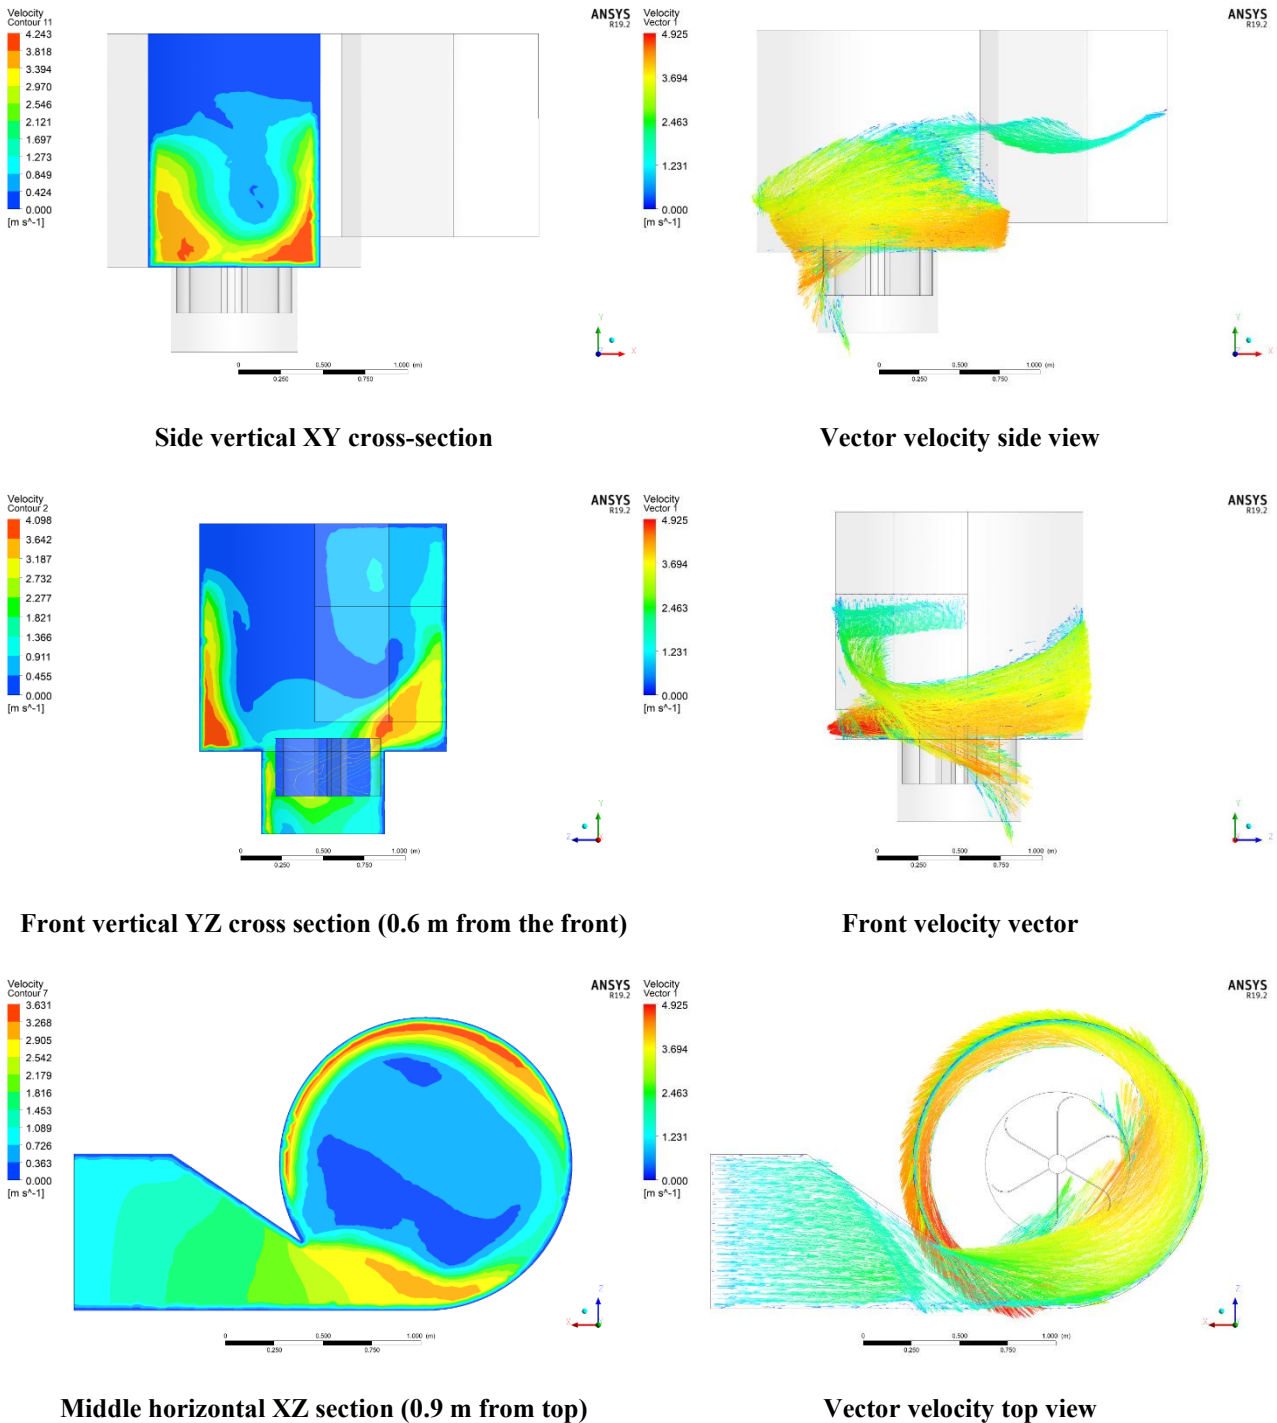 Velocity
Contour 11
4.243
3.818
3.394
2.970
2.546
2.121
1.697
1.273
0.849
0.424
0.000
[m s^-1]
ANSYS
R19.2
Y
X
0 0.500 1.000 (m)
0.250 0.750
Velocity
Vector 1
4.925
3.694
2.463
1.231
0.000
[m s^-1]
ANSYS
R19.2
Y
X
0 0.500 1.000 (m)
0.250 0.750
Side vertical XY cross-section
Vector velocity side view
Velocity
Contour 2
4.098
3.642
3.187
2.732
2.277
1.821
1.366
0.911
0.455
0.000
[m s^-1]
ANSYS
R19.2
Y
Z
0 0.500 1.000 (m)
0.250 0.750
Velocity
Vector 1
4.925
3.694
2.463
1.231
0.000
[m s^-1]
ANSYS
R19.2
Y
Z
0 0.500 1.000 (m)
0.250 0.750
Front vertical YZ cross section (0.6 m from the front)
Front velocity vector
Velocity
Contour 7
3.631
3.268
2.905
2.542
2.179
1.816
1.453
1.089
0.726
0.363
0.000
[m s^-1]
ANSYS
R19.2
Z
X
0 0.500 1.000 (m)
0.250 0.750
Velocity
Vector 1
4.925
3.694
2.463
1.231
0.000
[m s^-1]
ANSYS
R19.2
Z
X
0 0.500 1.000 (m)
0.250 0.750
Middle horizontal XZ section (0.9 m from top)
Vector velocity top view